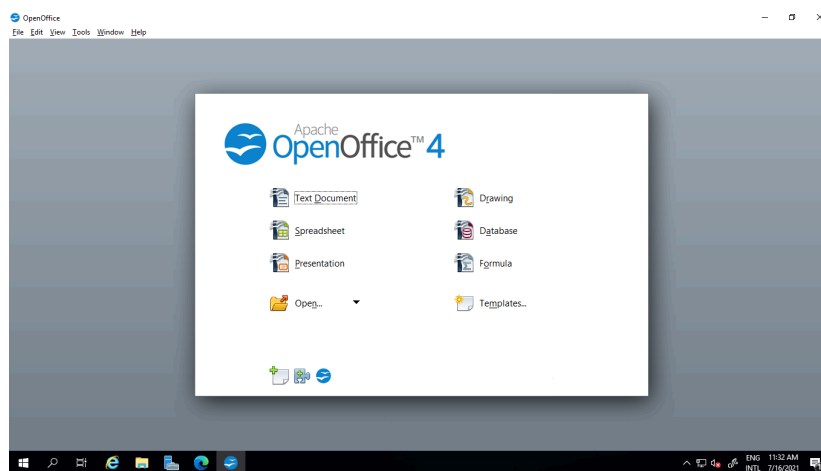 OpenOffice
File Edit View Tools Window Help
Apache
OpenOffice™ 4
Text Document
Drawing
Spreadsheet
Database
Presentation
Formula
Open...
Templates...
ENG 11:32 AM
INTL 7/16/2021